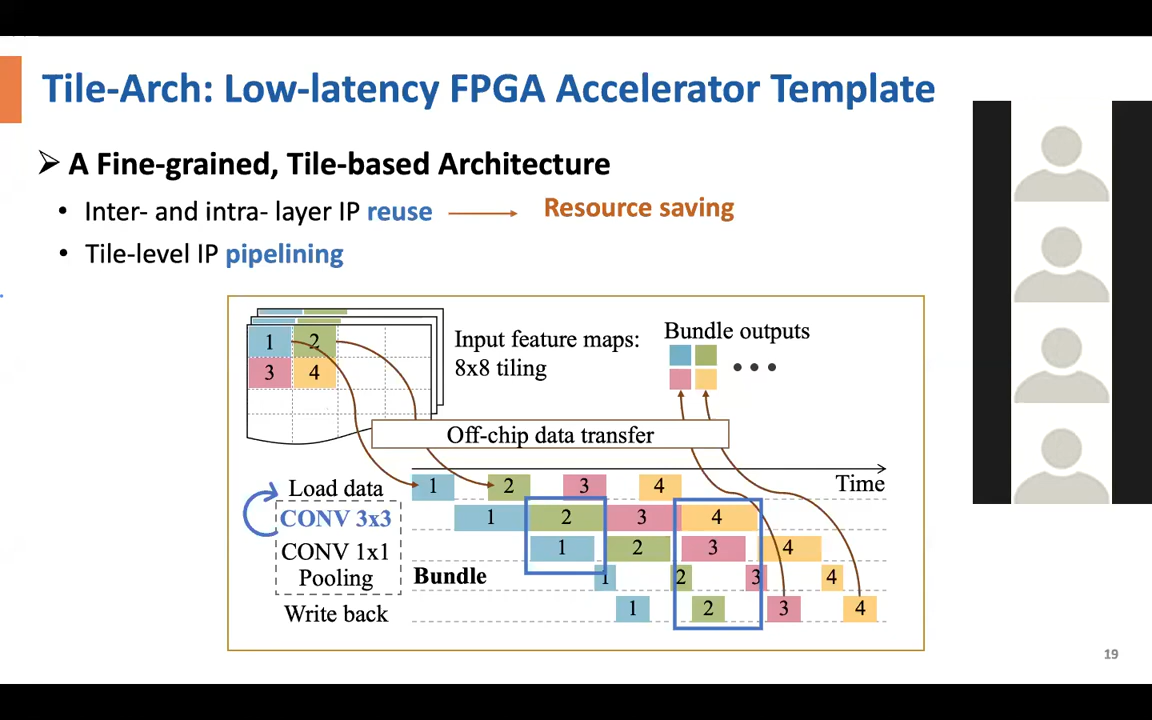 Tile-Arch: Low-latency FPGA Accelerator Template
➢ A Fine-grained, Tile-based Architecture
• Inter- and intra- layer IP reuse
Resource saving
• Tile-level IP pipelining
1 2
3 4
Input feature maps:
8x8 tiling
Bundle outputs
•••
Off-chip data transfer
Time
Load data 1 2 3 4
CONV 3x3 1 2 3 4
CONV 1x1 1 2 3 4
Pooling Bundle 1 2 3 4
Write back 1 2 3 4
19